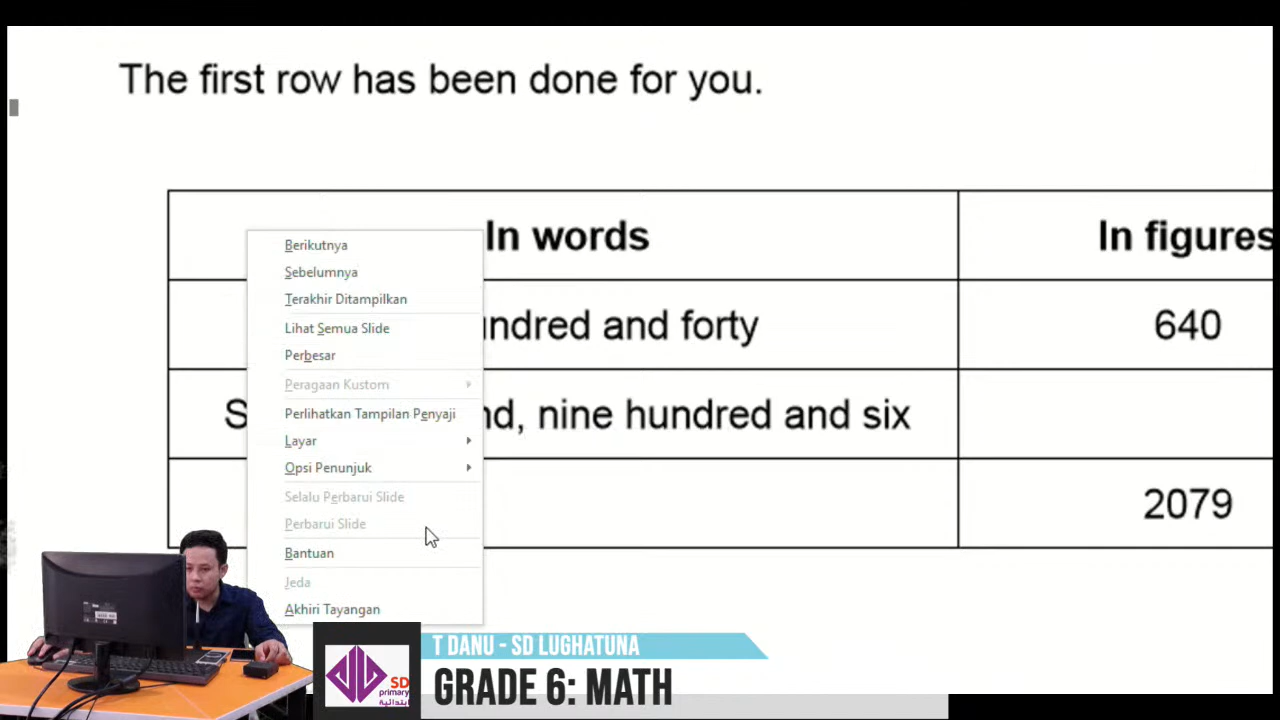 The first row has been done for you.
In words
In figures
Berikutnya
Sebelumnya
Terakhir Ditampilkan
Lihat Semua Slide
Perbesar
Peragaan Kustom
Perlihatkan Tampilan Penyaji
Layar
Opsi Penunjuk
Selalu Perbarui Slide
Perbarui Slide
Bantuan
Jeda
Akhiri Tayangan
and forty
640
nine hundred and six
2079
T DANU - SD LUGHATUNA
GRADE 6: MATH
SD
primary
ابتدائية